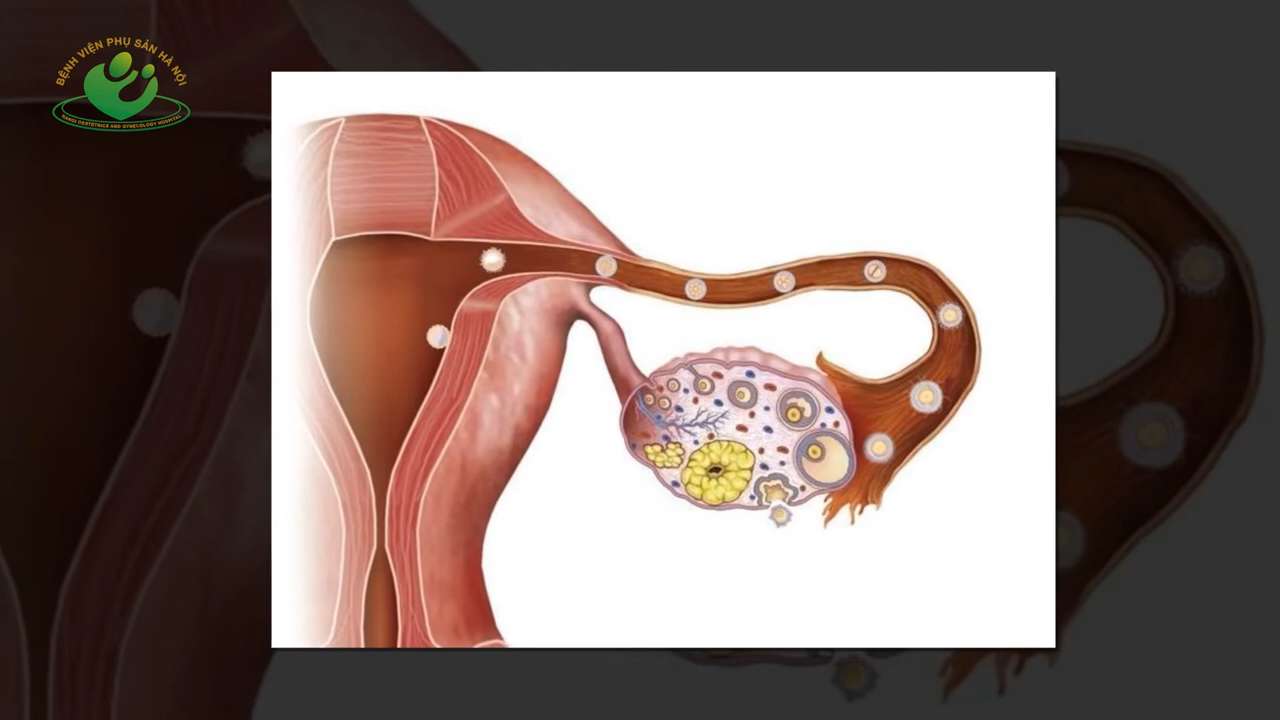 BỆNH VIỆN PHỤ SẢN HÀ NỘI
HANOI OBSTETRICS AND GYNECOLOGY HOSPITAL